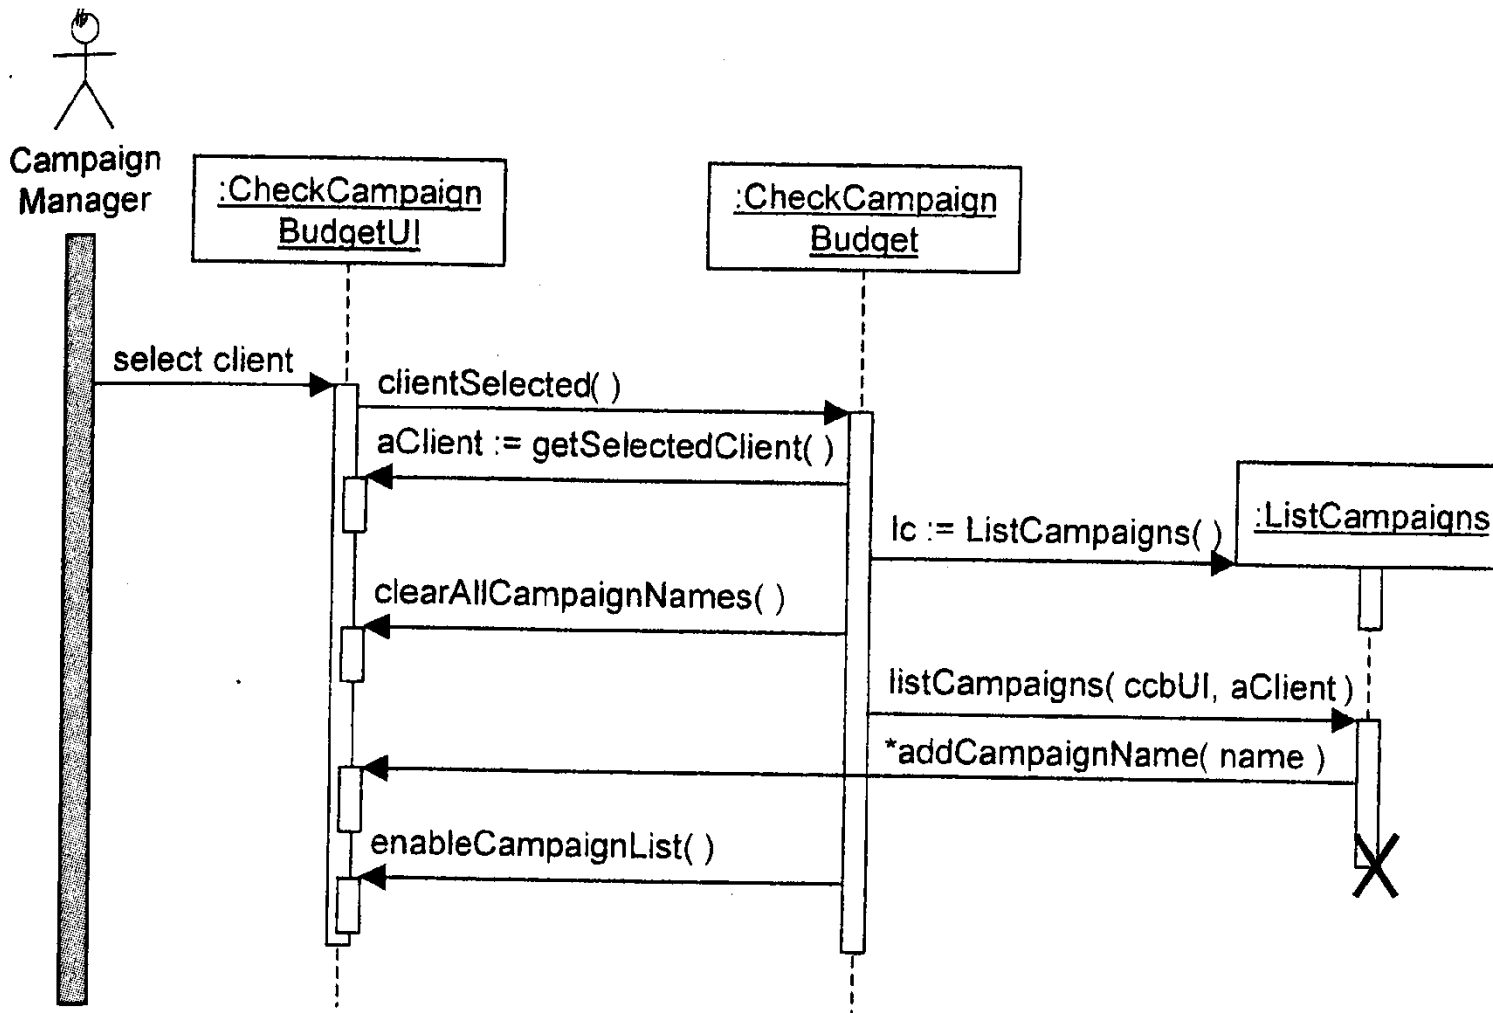 Campaign
Manager
:CheckCampaign
BudgetUI
:CheckCampaign
Budget
select client
clientSelected( )
aClient := getSelectedClient( )
lc := ListCampaigns( )
:ListCampaigns
clearAllCampaignNames( )
listCampaigns( ccbUI, aClient )
*addCampaignName( name )
enableCampaignList( )